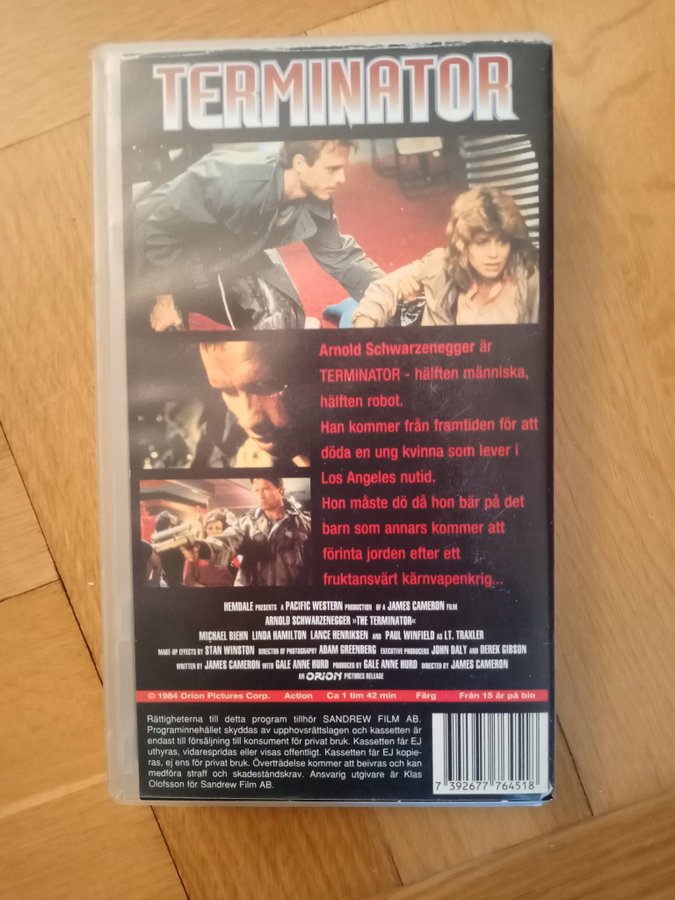 TERMINATOR
Arnold Schwarzenegger är
TERMINATOR - hälften människa,
hälften robot.
Han kommer från framtiden för att
döda en ung kvinna som lever i
Los Angeles nutid.
Hon måste dö då hon bär på det
barn som annars kommer att
förinta jorden efter ett
fruktansvärt kärnvapenkrig...
HEMDALE PRESENTS A PACIFIC WESTERN PRODUCTION OF A JAMES CAMERON FILM
ARNOLD SCHWARZENEGGER »THE TERMINATOR«
MICHAEL BIEHN LINDA HAMILTON LANCE HENRIKSEN AND PAUL WINFIELD AS LT. TRAXLER
MAKE-UP EFFECTS BY STAN WINSTON DIRECTOR OF PHOTOGRAPHY ADAM GREENBERG EXECUTIVE PRODUCERS JOHN DALY AND DEREK GIBSON
WRITTEN BY JAMES CAMERON WITH GALE ANNE HURD PRODUCED BY GALE ANNE HURD DIRECTED BY JAMES CAMERON
AN ORION PICTURES RELEASE
© 1984 Orion Pictures Corp. Action Ca 1 tim 42 min Färg Från 15 år på bio
Rättigheterna till detta program tillhör SANDREW FILM AB.
Programinnehållet skyddas av upphovsrättslagen och kassetten är
endast till försäljning till konsument för privat bruk. Kassetten får EJ
uthyras, vidarespridas eller visas offentligt. Kassetten får EJ kopie-
ras, ej ens för privat bruk. Överträdelse kommer att beivras och kan
medföra straff och skadeståndskrav. Ansvarig utgivare är Klas
Olofsson för Sandrew Film AB.
7 392677 764518